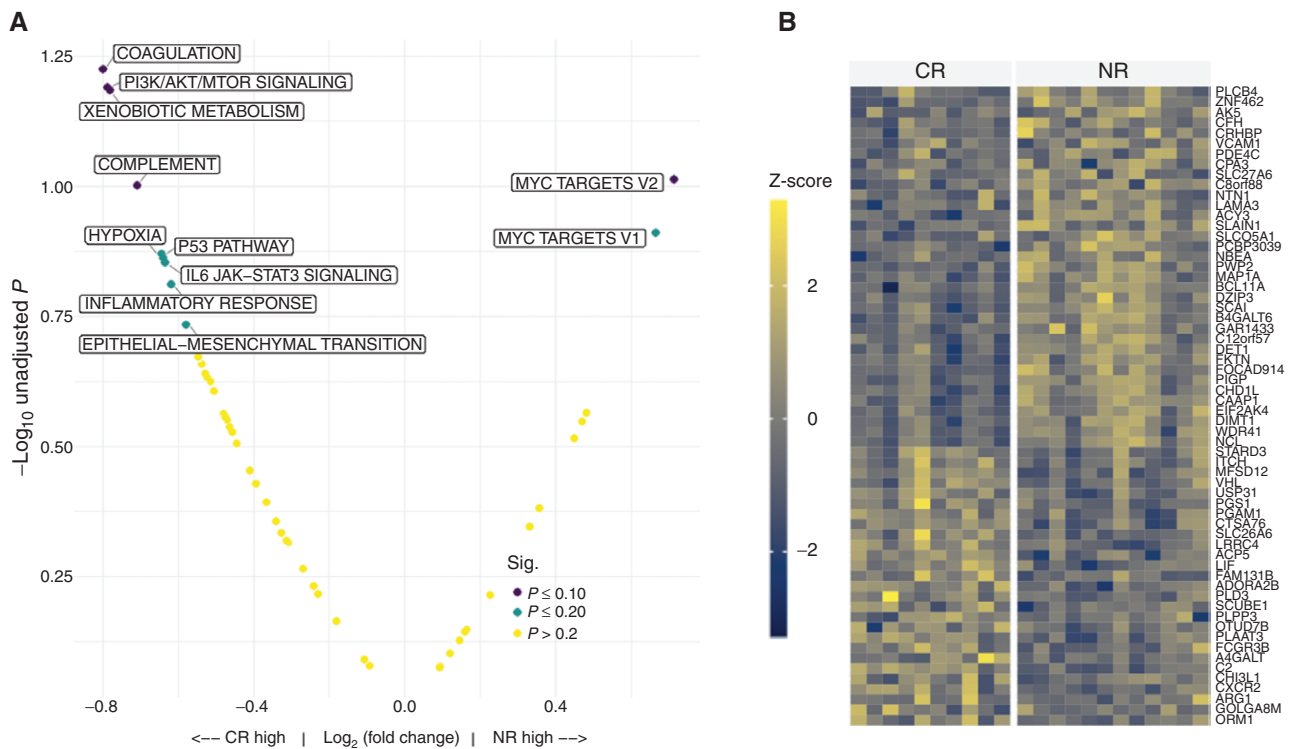 A
1.25
1.00
0.75
0.50
0.25
−Log10 unadjusted P
COAGULATION
PI3K/AKT/MTOR SIGNALING
XENOBIOTIC METABOLISM
COMPLEMENT
MYC TARGETS V2
HYPOXIA
P53 PATHWAY
MYC TARGETS V1
IL6 JAK−STAT3 SIGNALING
INFLAMMATORY RESPONSE
EPITHELIAL−MESENCHYMAL TRANSITION
Sig.
P ≤ 0.10
P ≤ 0.20
P > 0.2
−0.8
−0.4
0.0
0.4
<−− CR high | Log2 (fold change) | NR high −−>
B
CR
NR
Z-score
2
0
−2
PLCB4
ZNF462
AK5
CFH
CRHBP
VCAM1
PDE4C
CPA3
SLC27A6
C8orf88
NTN1
LAMA3
ACY3
SLAIN1
SLCO5A1
PCBP3039
NBEA
PWP2
MAP1A
BCL11A
DZIP3
SCAI
B4GALT6
GAR1433
C12orf57
DET1
FKTN
FOCAD914
PIGP
CHD1L
CAAP1
EIF2AK4
DIMT1
WDR41
NCL
STARD3
ITCH
MFSD12
VHL
USP31
PGS1
PGAM1
CTSA76
SLC26A6
LRRC4
ACP5
LIF
FAM131B
ADORA2B
PLD3
SCUBE1
PLPP3
OTUD7B
PLAAT3
FCGR3B
A4GALT
C2
CHI3L1
CXCR2
ARG1
GOLGA8M
ORM1